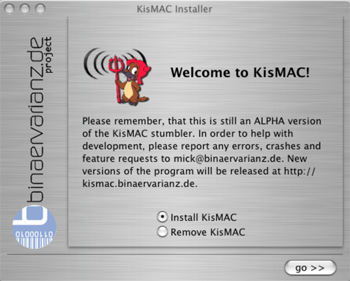 KisMAC Installer
binaervarianz.de
project
01000110
Welcome to KisMAC!
Please remember, that this is still an ALPHA version
of the KisMAC stumbler. In order to help with
development, please report any errors, crashes and
feature requests to mick@binaervarianz.de. New
versions of the program will be released at http://
kismac.binaervarianz.de.
Install KisMAC
Remove KisMAC
go >>